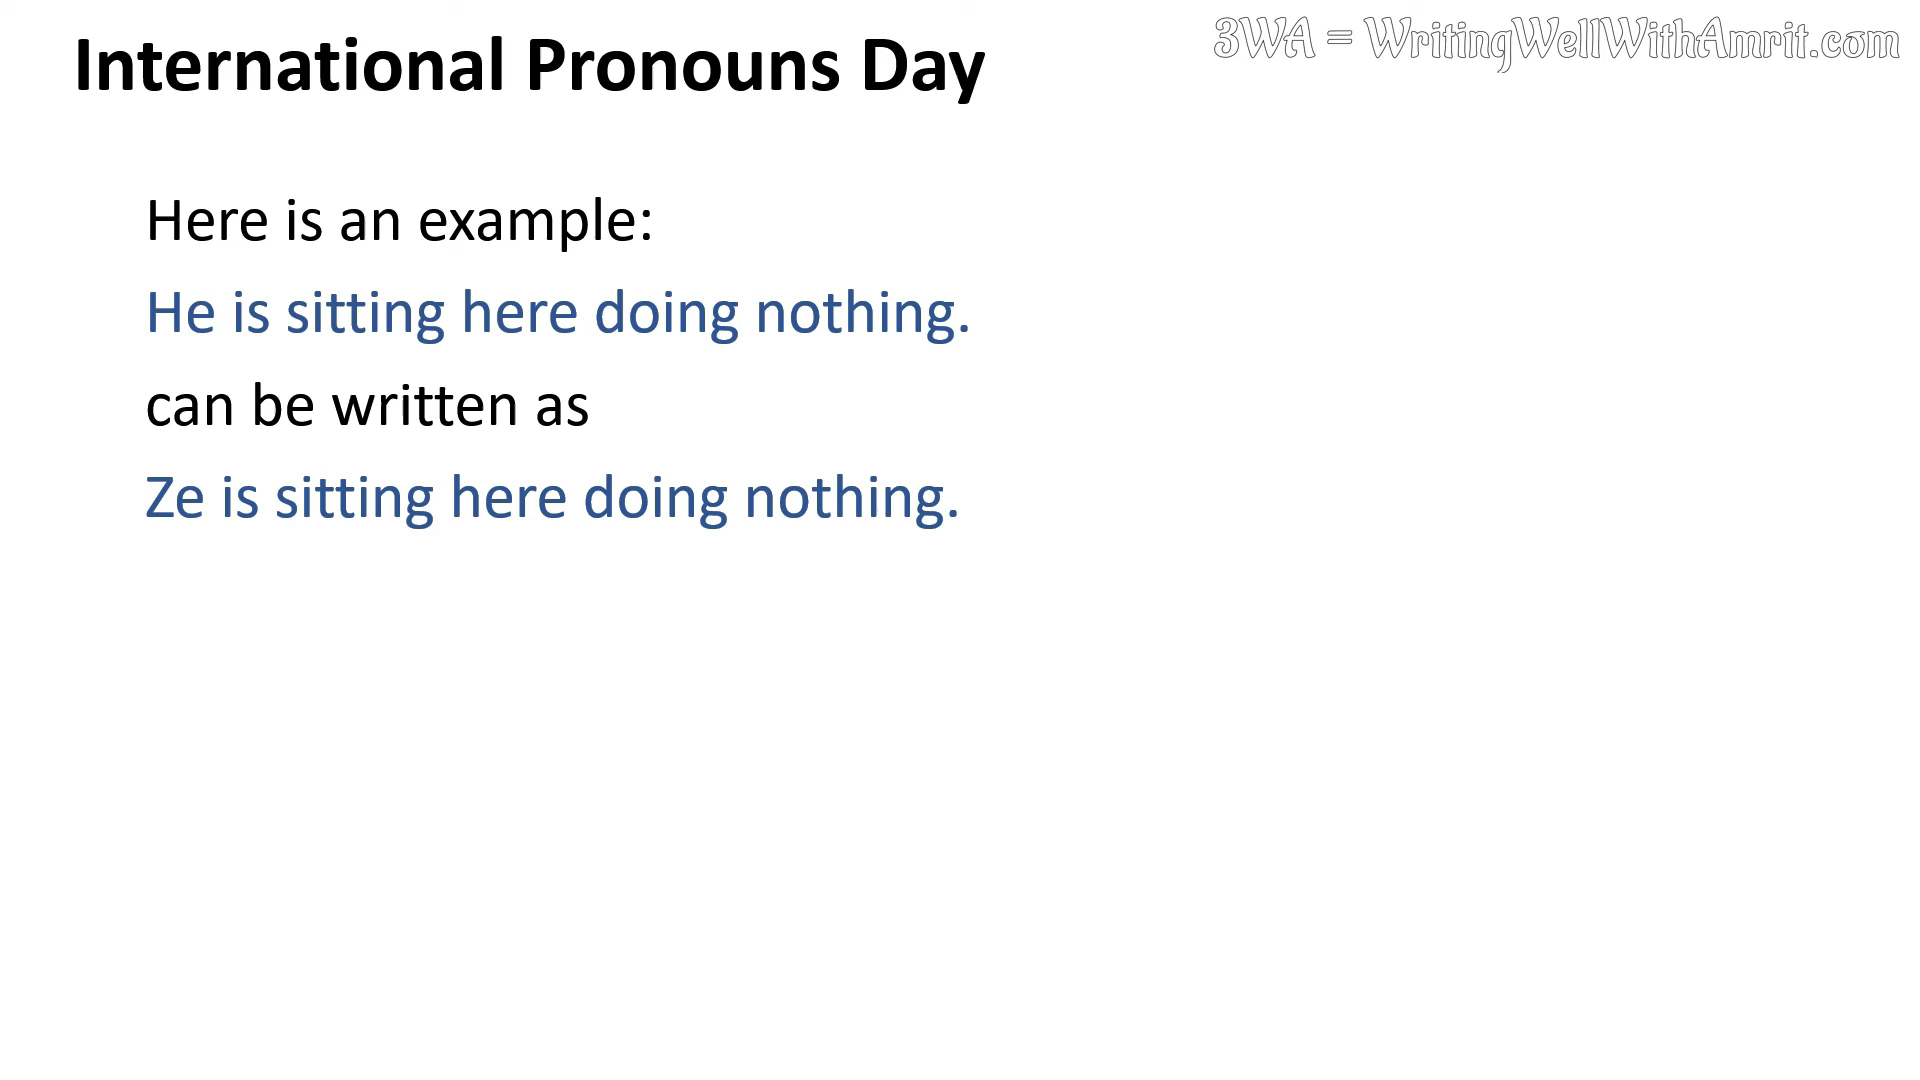 International Pronouns Day
3WA = WritingWellWithAmrit.com
Here is an example:
He is sitting here doing nothing.
can be written as
Ze is sitting here doing nothing.